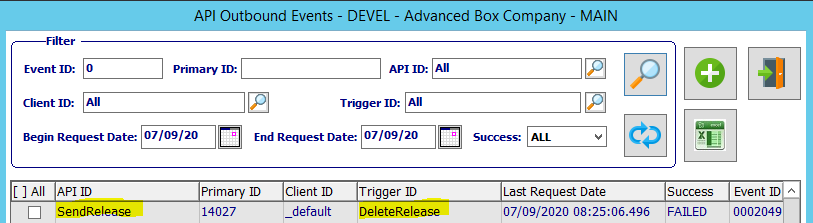 API Outbound Events - DEVEL - Advanced Box Company - MAIN
Filter
Event ID: 0 Primary ID: API ID: All
Client ID: All Trigger ID: All
Begin Request Date: 07/09/20 End Request Date: 07/09/20 Success: ALL
[ ] All API ID Primary ID Client ID Trigger ID Last Request Date Success Event ID
SendRelease 14027 _default DeleteRelease 07/09/2020 08:25:06.496 FAILED 0002049